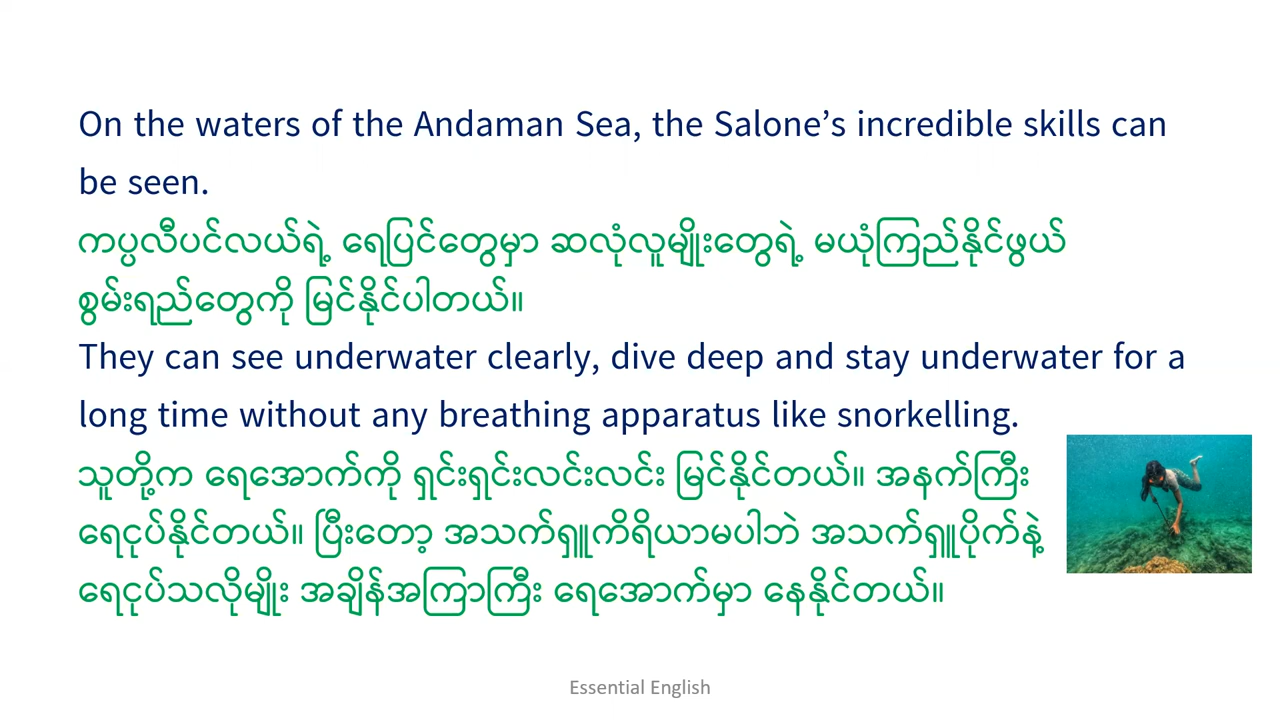 On the waters of the Andaman Sea, the Salone’s incredible skills can
be seen.
ကပ္ပလီပင်လယ်ရဲ့ ရေပြင်တွေမှာ ဆလုံလူမျိုးတွေရဲ့ မယုံကြည်နိုင်ဖွယ်
စွမ်းရည်တွေကို မြင်နိုင်ပါတယ်။
They can see underwater clearly, dive deep and stay underwater for a
long time without any breathing apparatus like snorkelling.
သူတို့က ရေအောက်ကို ရှင်းရှင်းလင်းလင်း မြင်နိုင်တယ်။ အနက်ကြီး
ရေငုပ်နိုင်တယ်။ ပြီးတော့ အသက်ရှူကိရိယာမပါဘဲ အသက်ရှူပိုက်နဲ့
ရေငုပ်သလိုမျိုး အချိန်အကြာကြီး ရေအောက်မှာ နေနိုင်တယ်။
Essential English